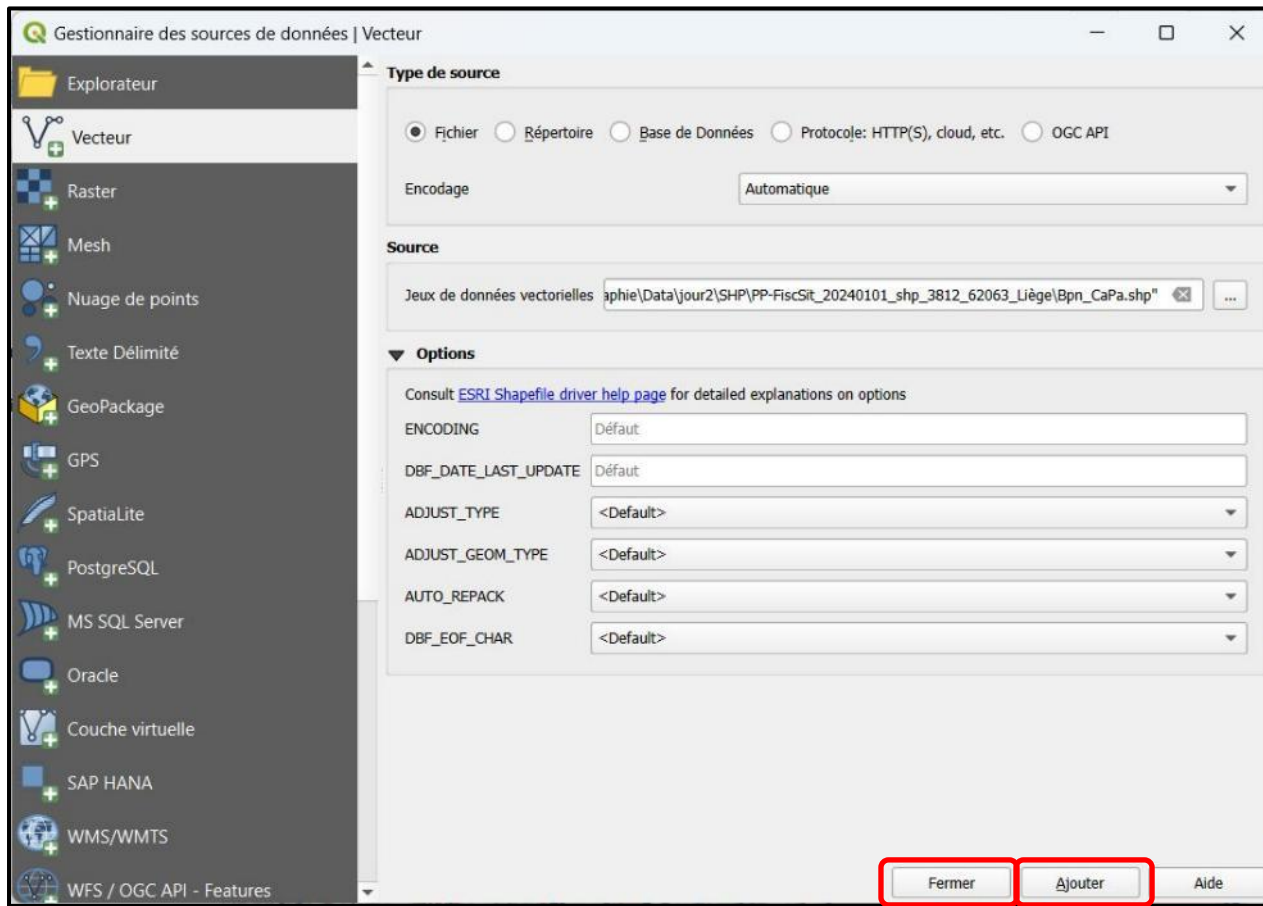 Gestionnaire des sources de données | Vecteur
Explorateur
Vecteur
Raster
Mesh
Nuage de points
Texte Délimité
GeoPackage
GPS
SpatiaLite
PostgreSQL
MS SQL Server
Oracle
Couche virtuelle
SAP HANA
WMS/WMTS
WFS / OGC API - Features
Type de source
Fichier Répertoire Base de Données Protocole: HTTP(S), cloud, etc. OGC API
Encodage Automatique
Source
Jeux de données vectorielles aphie\Data\jour2\SHP\PP-FiscSit_20240101_shp_3812_62063_Liège\Bpn_CaPa.shp" ...
Options
Consult ESRI Shapefile driver help page for detailed explanations on options
ENCODING Défaut
DBF_DATE_LAST_UPDATE Défaut
ADJUST_TYPE <Default>
ADJUST_GEOM_TYPE <Default>
AUTO_REPACK <Default>
DBF_EOF_CHAR <Default>
Fermer Ajouter Aide